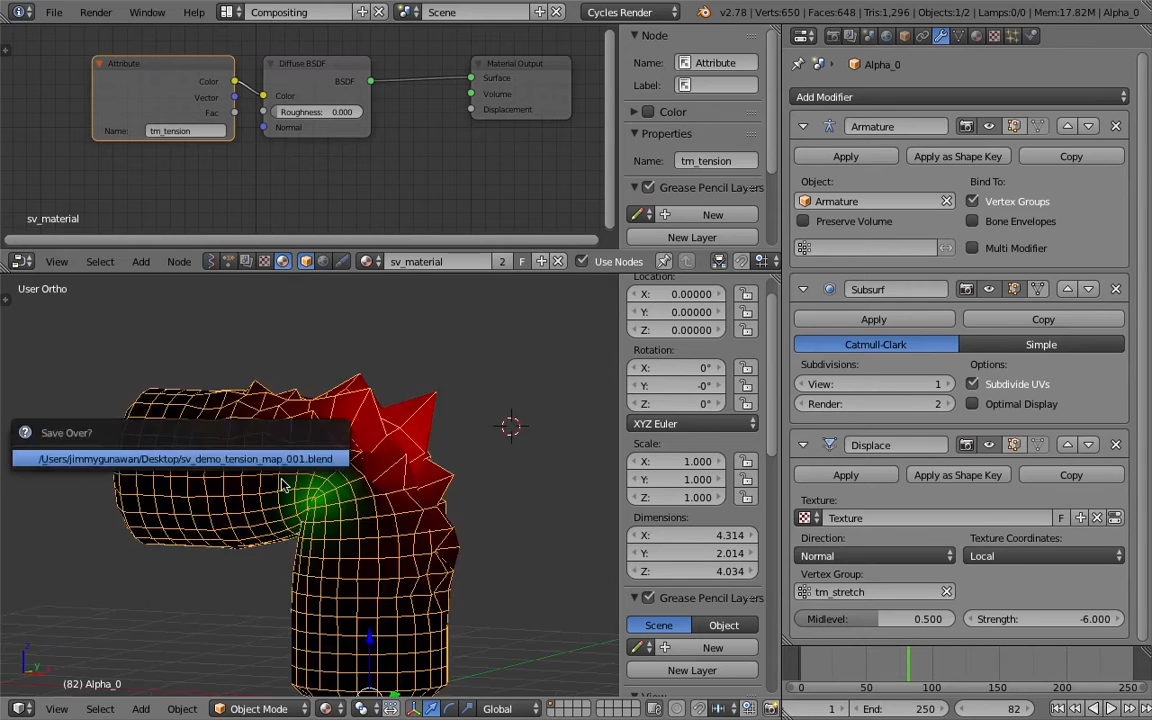 File Render Window Help Compositing Scene Cycles Render v2.78 | Verts:650 | Faces:648 | Tris:1,296 | Objects:1/2 | Lamps:0/0 | Mem:17.82M | Alpha_0
Attribute
Color
Vector
Fac
Name: tm_tension
Diffuse BSDF
BSDF
Color
Roughness: 0.000
Normal
Material Output
Surface
Volume
Displacement
sv_material
Node
Name: Attribute
Label:
Color
Properties
Name: tm_tension
Grease Pencil Layers
New
New Layer
View Select Add Node sv_material 2 F Use Nodes
User Ortho
Save Over?
/Users/jimmygunawan/Desktop/sv_demo_tension_map_001.blend
(82) Alpha_0
Location:
X: 0.00000
Y: 0.00000
Z: 0.00000
Rotation:
X: 0°
Y: -0°
Z: 0°
XYZ Euler
Scale:
X: 1.000
Y: 1.000
Z: 1.000
Dimensions:
X: 4.314
Y: 2.014
Z: 4.034
Grease Pencil Layers
Scene Object
New
New Layer
View
View Select Add Object Object Mode Global
Alpha_0
Add Modifier
Armature
Apply Apply as Shape Key Copy
Object: Bind To:
Armature Vertex Groups
Preserve Volume Bone Envelopes
Multi Modifier
Subsurf
Apply Copy
Catmull-Clark Simple
Subdivisions: Options:
View: 1 Subdivide UVs
Render: 2 Optimal Display
Displace
Apply Apply as Shape Key Copy
Texture:
Texture F
Direction: Texture Coordinates:
Normal Local
Vertex Group:
tm_stretch
Midlevel: 0.500 Strength: -6.000
0 50 100 150 200 250
1 End: 250 82